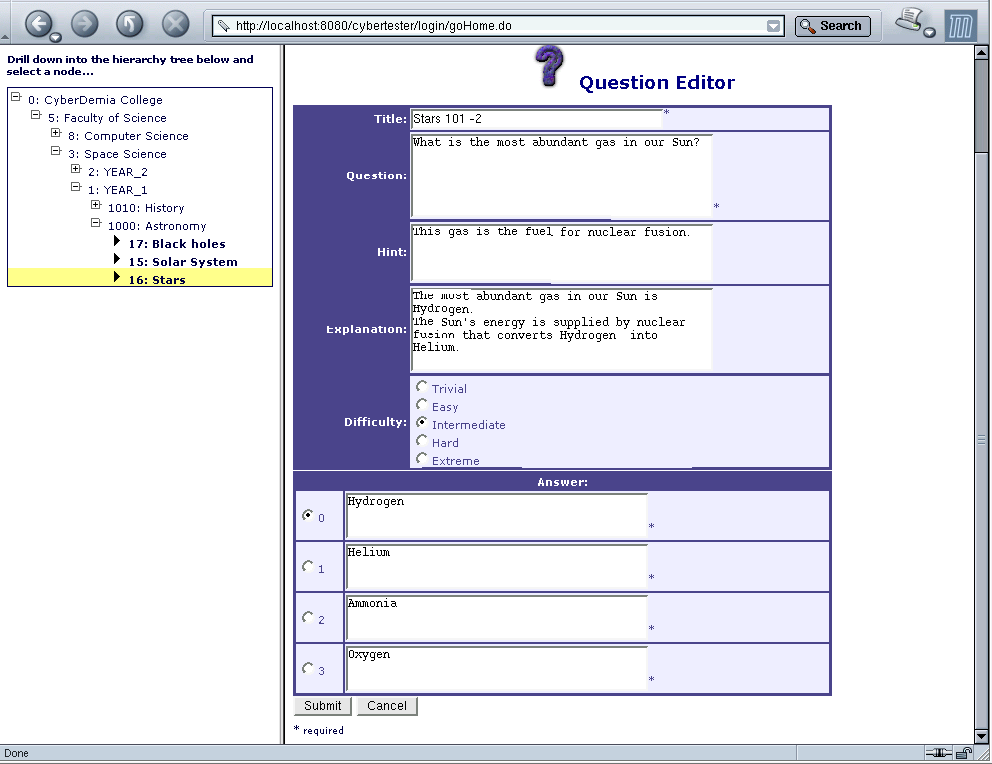 http://localhost:8080/cybertester/login/goHome.do
Search
Drill down into the hierarchy tree below and
select a node...
0: CyberDemia College
5: Faculty of Science
8: Computer Science
3: Space Science
2: YEAR_2
1: YEAR_1
1010: History
1000: Astronomy
17: Black holes
15: Solar System
16: Stars
? Question Editor
Title: Stars 101 -2 *
Question: What is the most abundant gas in our Sun? *
Hint: This gas is the fuel for nuclear fusion.
Explanation: The most abundant gas in our Sun is
Hydrogen.
The Sun's energy is supplied by nuclear
fusion that converts Hydrogen into
Helium.
Difficulty:
Trivial
Easy
Intermediate
Hard
Extreme
Answer:
0 Hydrogen *
1 Helium *
2 Ammonia *
3 Oxygen *
Submit Cancel
* required
Done